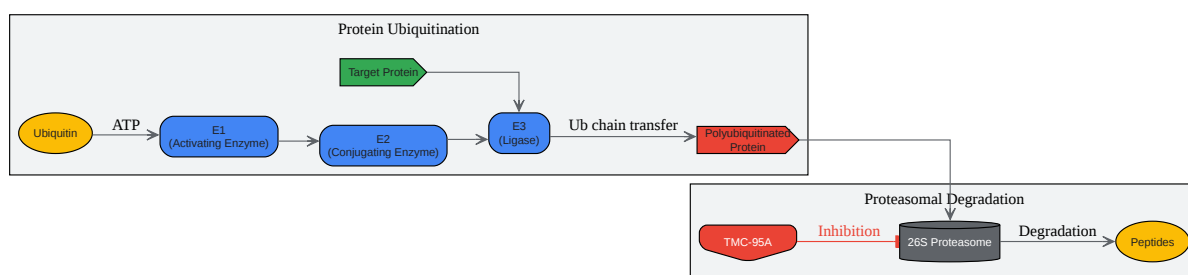 Protein Ubiquitination
Target Protein
Ubiquitin
ATP
E1
(Activating Enzyme)
E2
(Conjugating Enzyme)
E3
(Ligase)
Ub chain transfer
Polyubiquitinated
Protein
Proteasomal Degradation
TMC-95A
Inhibition
26S Proteasome
Degradation
Peptides